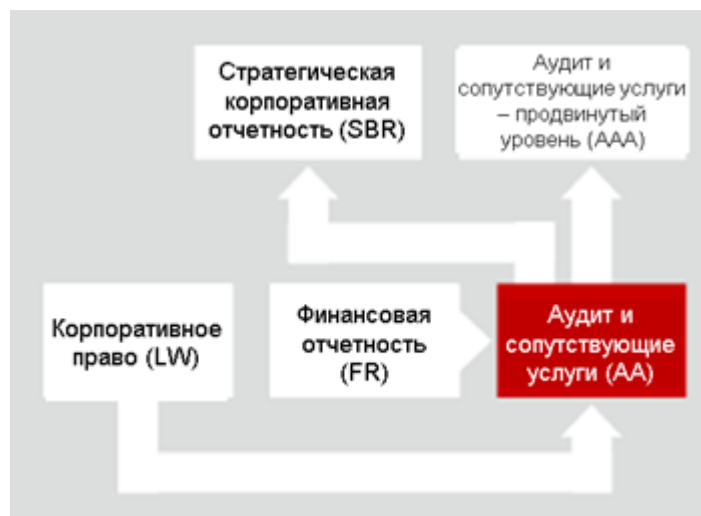 Стратегическая
корпоративная
отчетность (SBR)
Аудит и
сопутствующие услуги
– продвинутый
уровень (AAA)
Корпоративное
право (LW)
Финансовая
отчетность
(FR)
Аудит и
сопутствующие
услуги (AA)